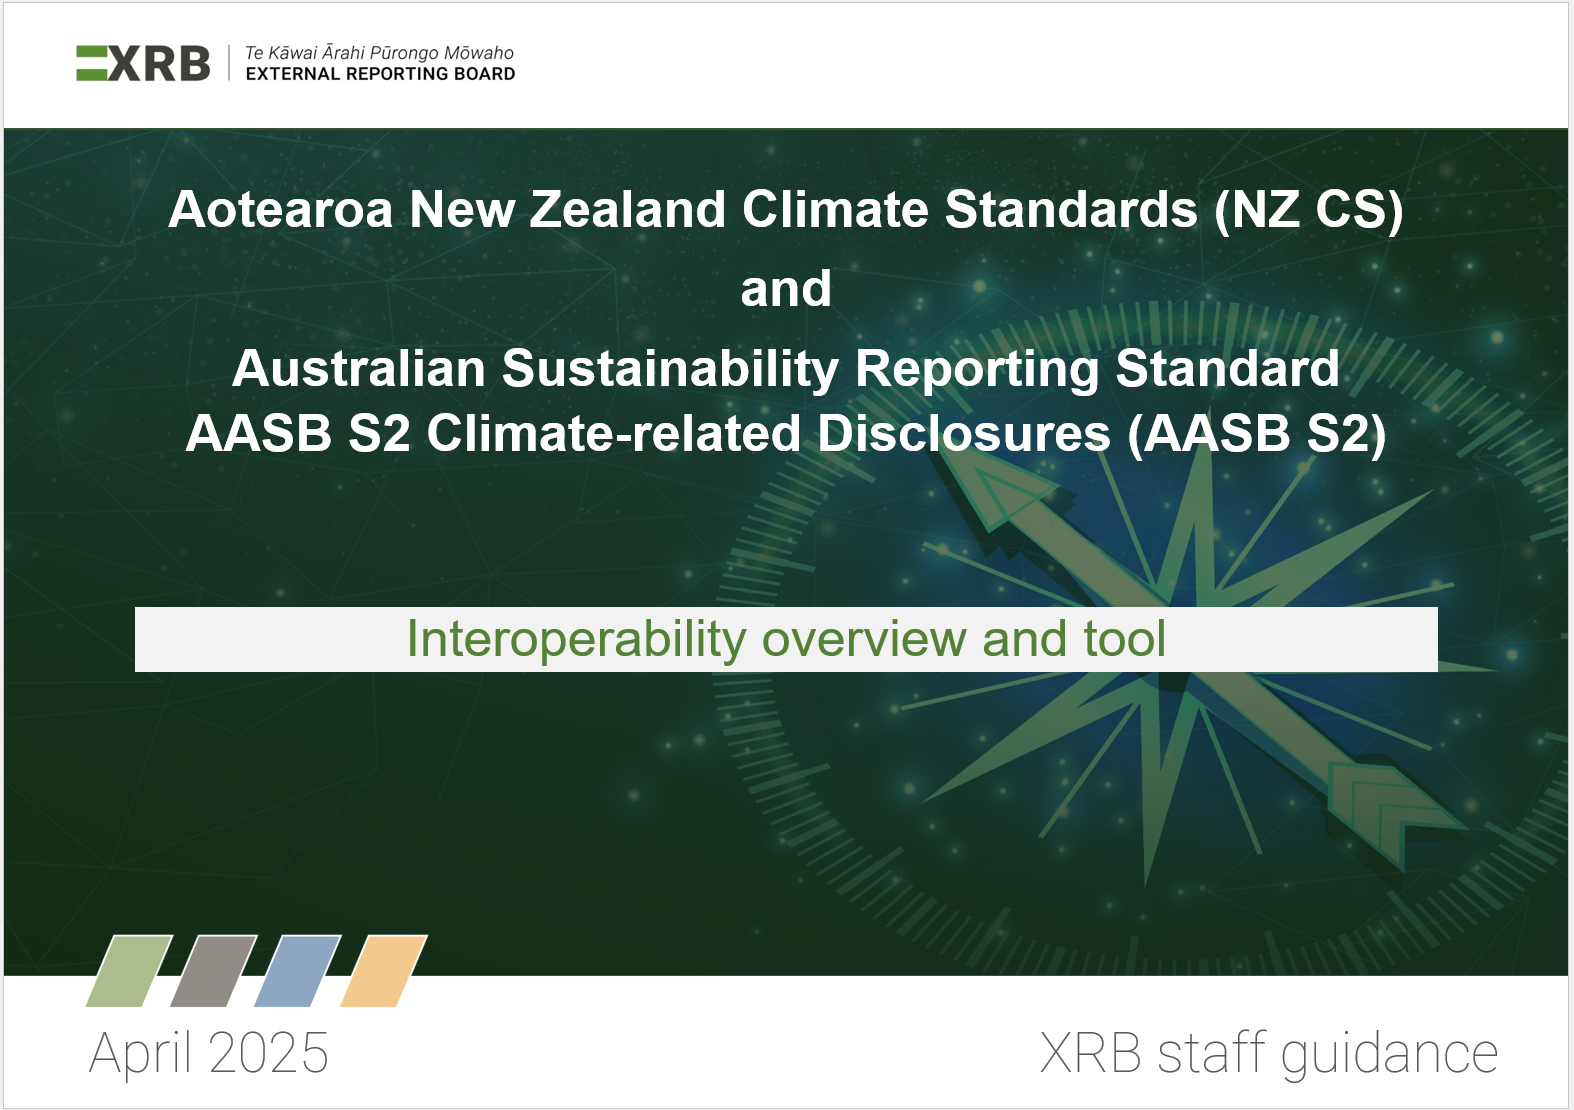 XRB
Te Kāwai Ārahi Pūrongo Mōwaho
EXTERNAL REPORTING BOARD
Aotearoa New Zealand Climate Standards (NZ CS)
and
Australian Sustainability Reporting Standard
AASB S2 Climate-related Disclosures (AASB S2)
Interoperability overview and tool
April 2025
XRB staff guidance